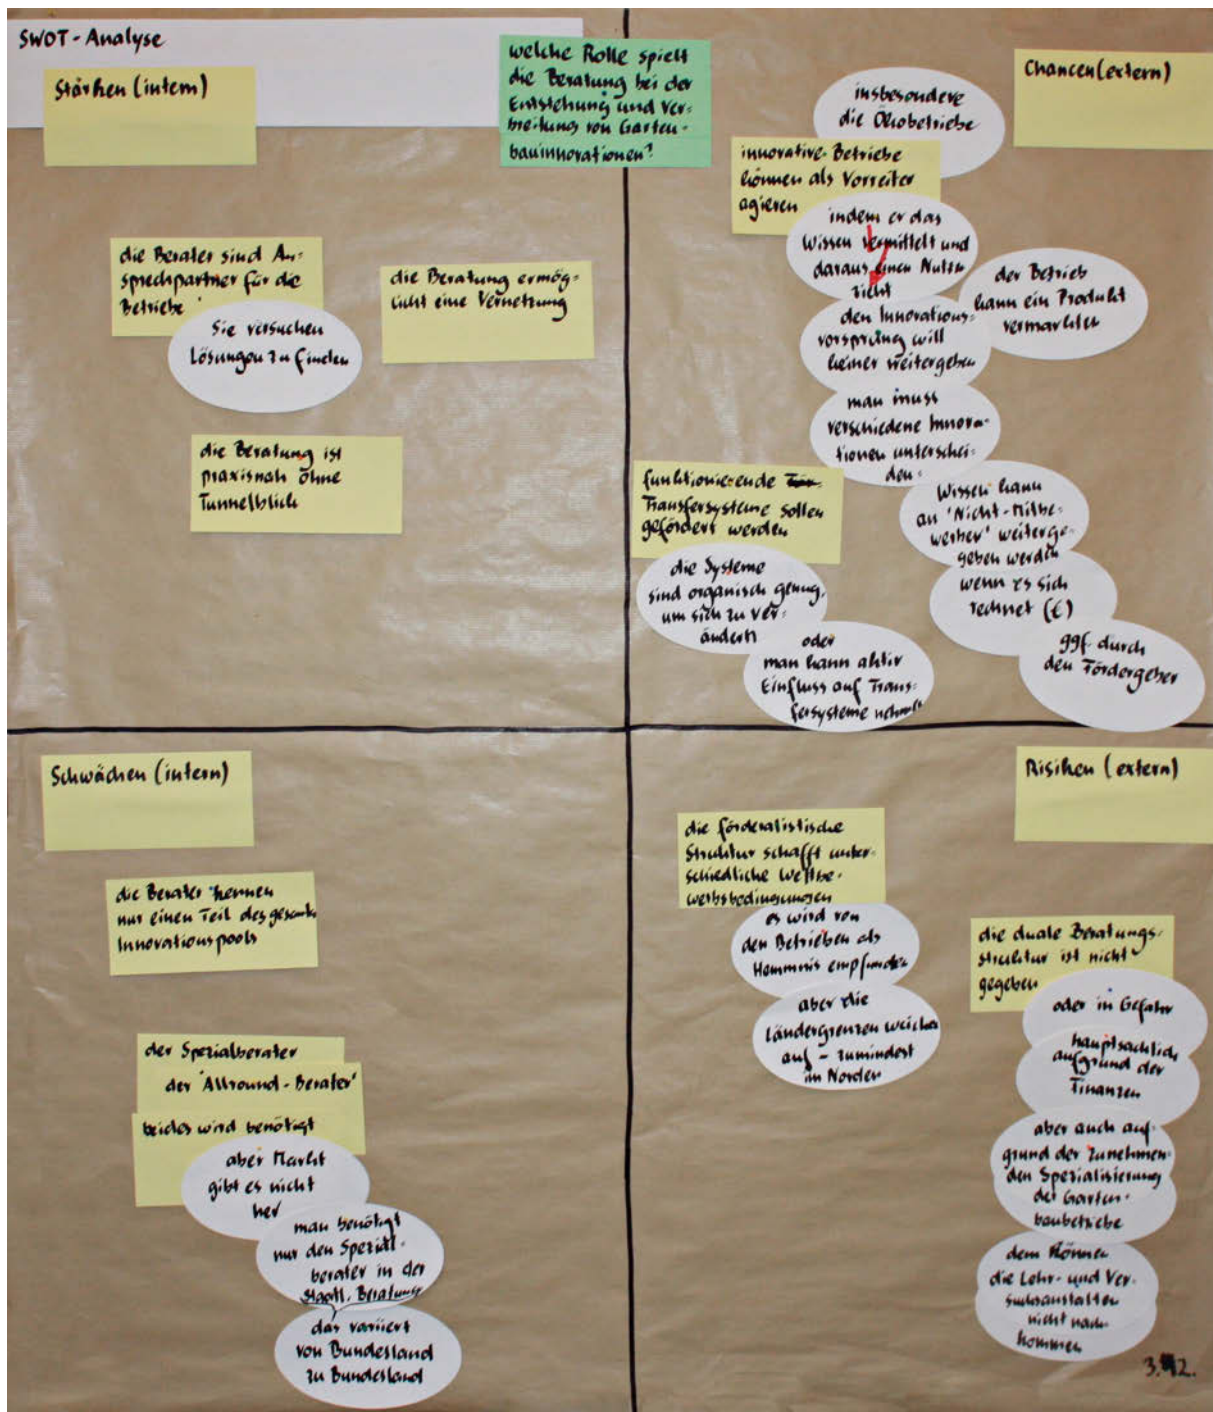 SWOT-Analyse
Stärken (intern)
welche Rolle spielt
die Beratung bei der
Entstehung und Ver-
breitung von Garten-
bauinnovationen?
Chancen (extern)
die Berater sind An-
sprechpartner für die
Betriebe
Sie versuchen
Lösungen zu finden
die Beratung ermög-
licht eine Vernetzung
die Beratung ist
praxisnah ohne
Tunnelblick
insbesondere
die Ökobetriebe
innovative Betriebe
können als Vorreiter
agieren
indem er das
Wissen vermittelt und
daraus einen Nutzen
zieht
der Betrieb
kann ein Produkt
vermarkten
den Innovations-
vorsprung will
keiner weitergeben
man muss
verschiedene Innova-
tionen unterschei-
den
Wissen kann
an 'Nicht-Mitbe-
werber' weiterge-
geben werden
wenn es sich
rechnet (€)
ggf. durch
den Fördergeber
funktionierende
Transfersysteme sollen
gefördert werden
die Systeme
sind organisch genug,
um sich zu ver-
ändern
oder
man kann aktiv
Einfluss auf Trans-
fersysteme nehmen
Schwächen (intern)
die Berater kennen
nur einen Teil des gesamten
Innovationspools
der Spezialberater
der 'Allround-Berater'
beides wird benötigt
aber Markt
gibt es nicht
her
man benötigt
nur den Spezial-
berater in der
Staatl. Beratung
das variiert
von Bundesland
zu Bundesland
Risiken (extern)
die förderalistische
Struktur schafft unter-
schiedliche Wettbe-
werbsbedingungen
es wird von
den Betrieben als
Hemmnis empfunden
aber die
Ländergrenzen weichen
auf - zumindest
im Norden
die duale Beratungs-
struktur ist nicht
gegeben
oder in Gefahr
hauptsächlich
aufgrund der
Finanzen
aber auch auf-
grund der zunehmen-
den Spezialisierung
der Garten-
baubetriebe
dem können
die Lehr- und Ver-
suchsanstalten
nicht nach-
kommen